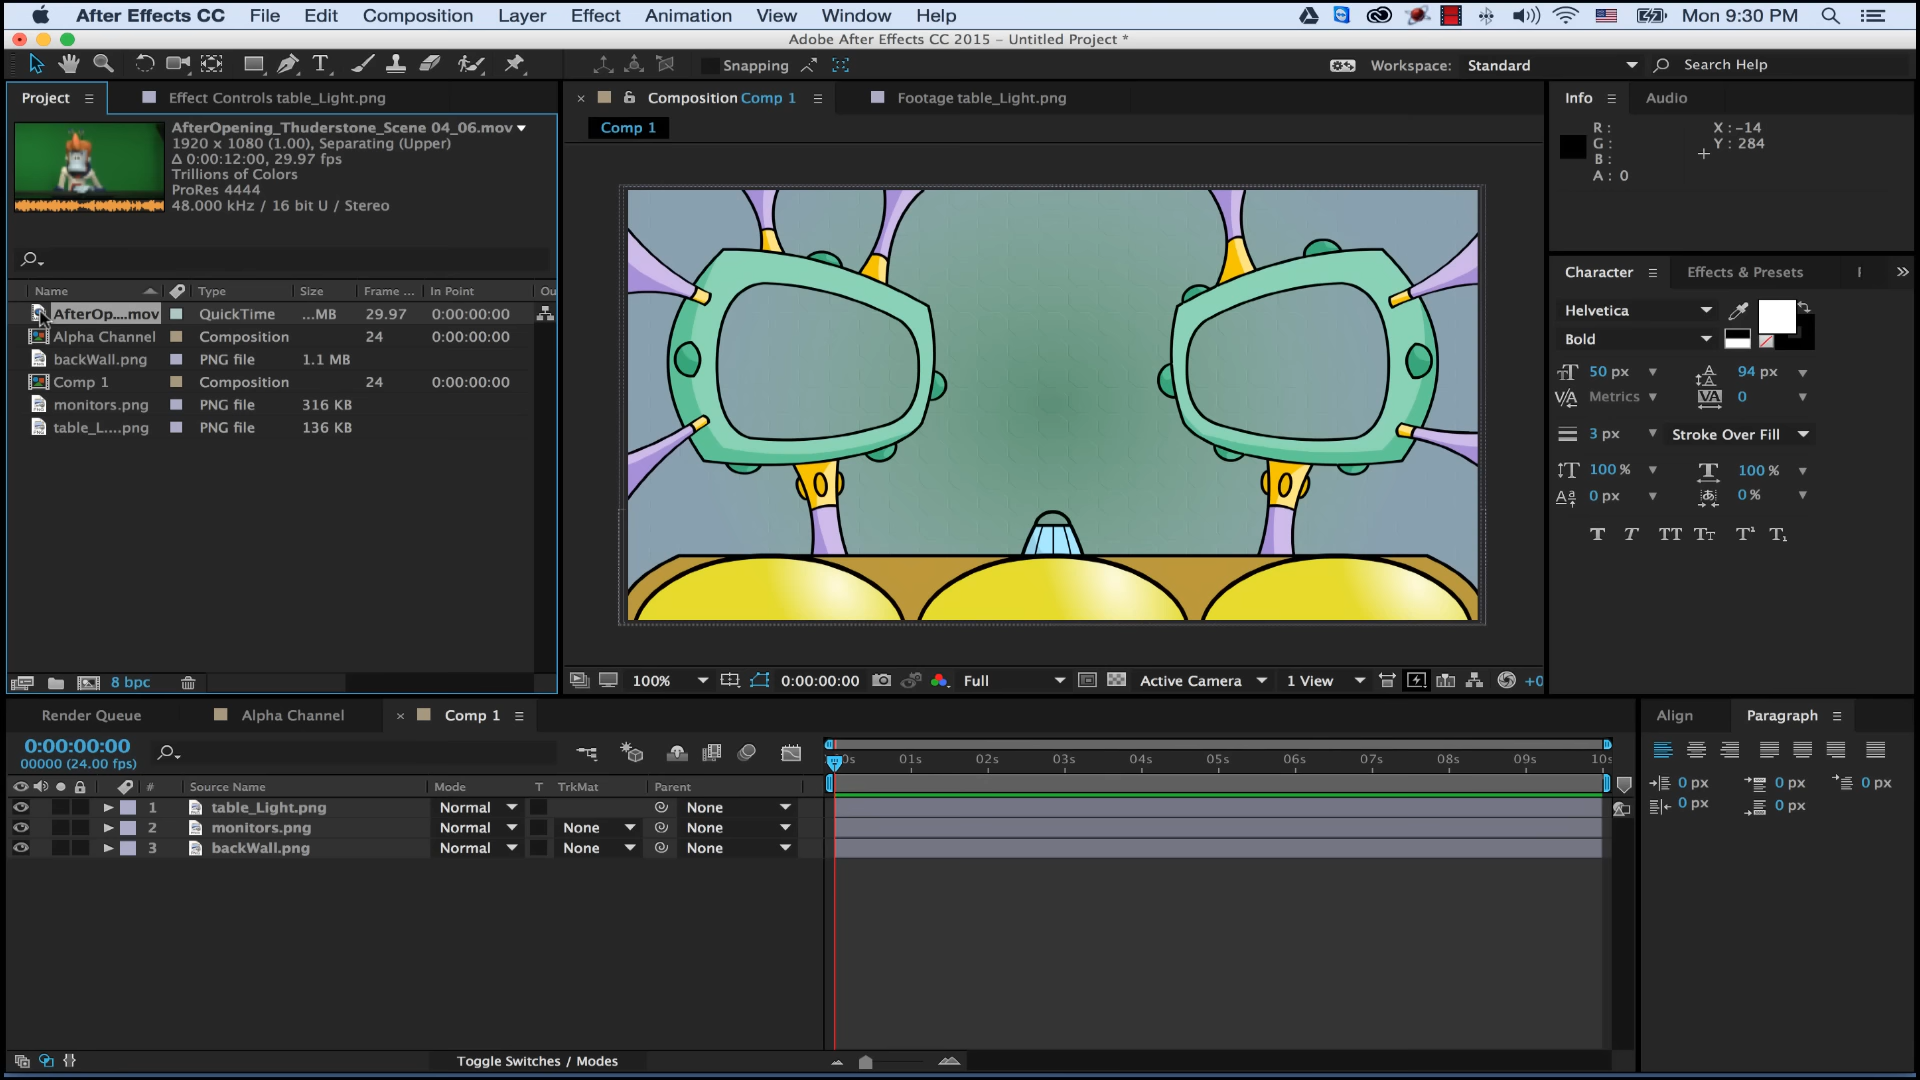 After Effects CC File Edit Composition Layer Effect Animation View Window Help Mon 9:30 PM
Adobe After Effects CC 2015 – Untitled Project *
Snapping Workspace: Standard Search Help
Project Effect Controls table_Light.png
AfterOpening_Thuderstone_Scene 04_06.mov
1920 x 1080 (1.00), Separating (Upper)
Δ 0:00:12:00, 29.97 fps
Trillions of Colors
ProRes 4444
48.000 kHz / 16 bit U / Stereo
Name Type Size Frame ... In Point Ou
AfterOp....mov QuickTime ...MB 29.97 0:00:00:00
Alpha Channel Composition 24 0:00:00:00
backWall.png PNG file 1.1 MB
Comp 1 Composition 24 0:00:00:00
monitors.png PNG file 316 KB
table_L....png PNG file 136 KB
8 bpc
× Composition Comp 1 Footage table_Light.png
Comp 1
100% 0:00:00:00 Full Active Camera 1 View +0
Info Audio
R : X : -14
G : Y : 284
B :
A : 0
Character Effects & Presets
Helvetica
Bold
50 px 94 px
Metrics 0
3 px Stroke Over Fill
100 % 100 %
0 px 0 %
T T TT Tt T¹ T₁
Render Queue Alpha Channel × Comp 1
0:00:00:00
00000 (24.00 fps)
0s 01s 02s 03s 04s 05s 06s 07s 08s 09s 10s
# Source Name Mode T TrkMat Parent
1 table_Light.png Normal None
2 monitors.png Normal None None
3 backWall.png Normal None None
Toggle Switches / Modes
Align Paragraph
0 px 0 px 0 px
0 px 0 px